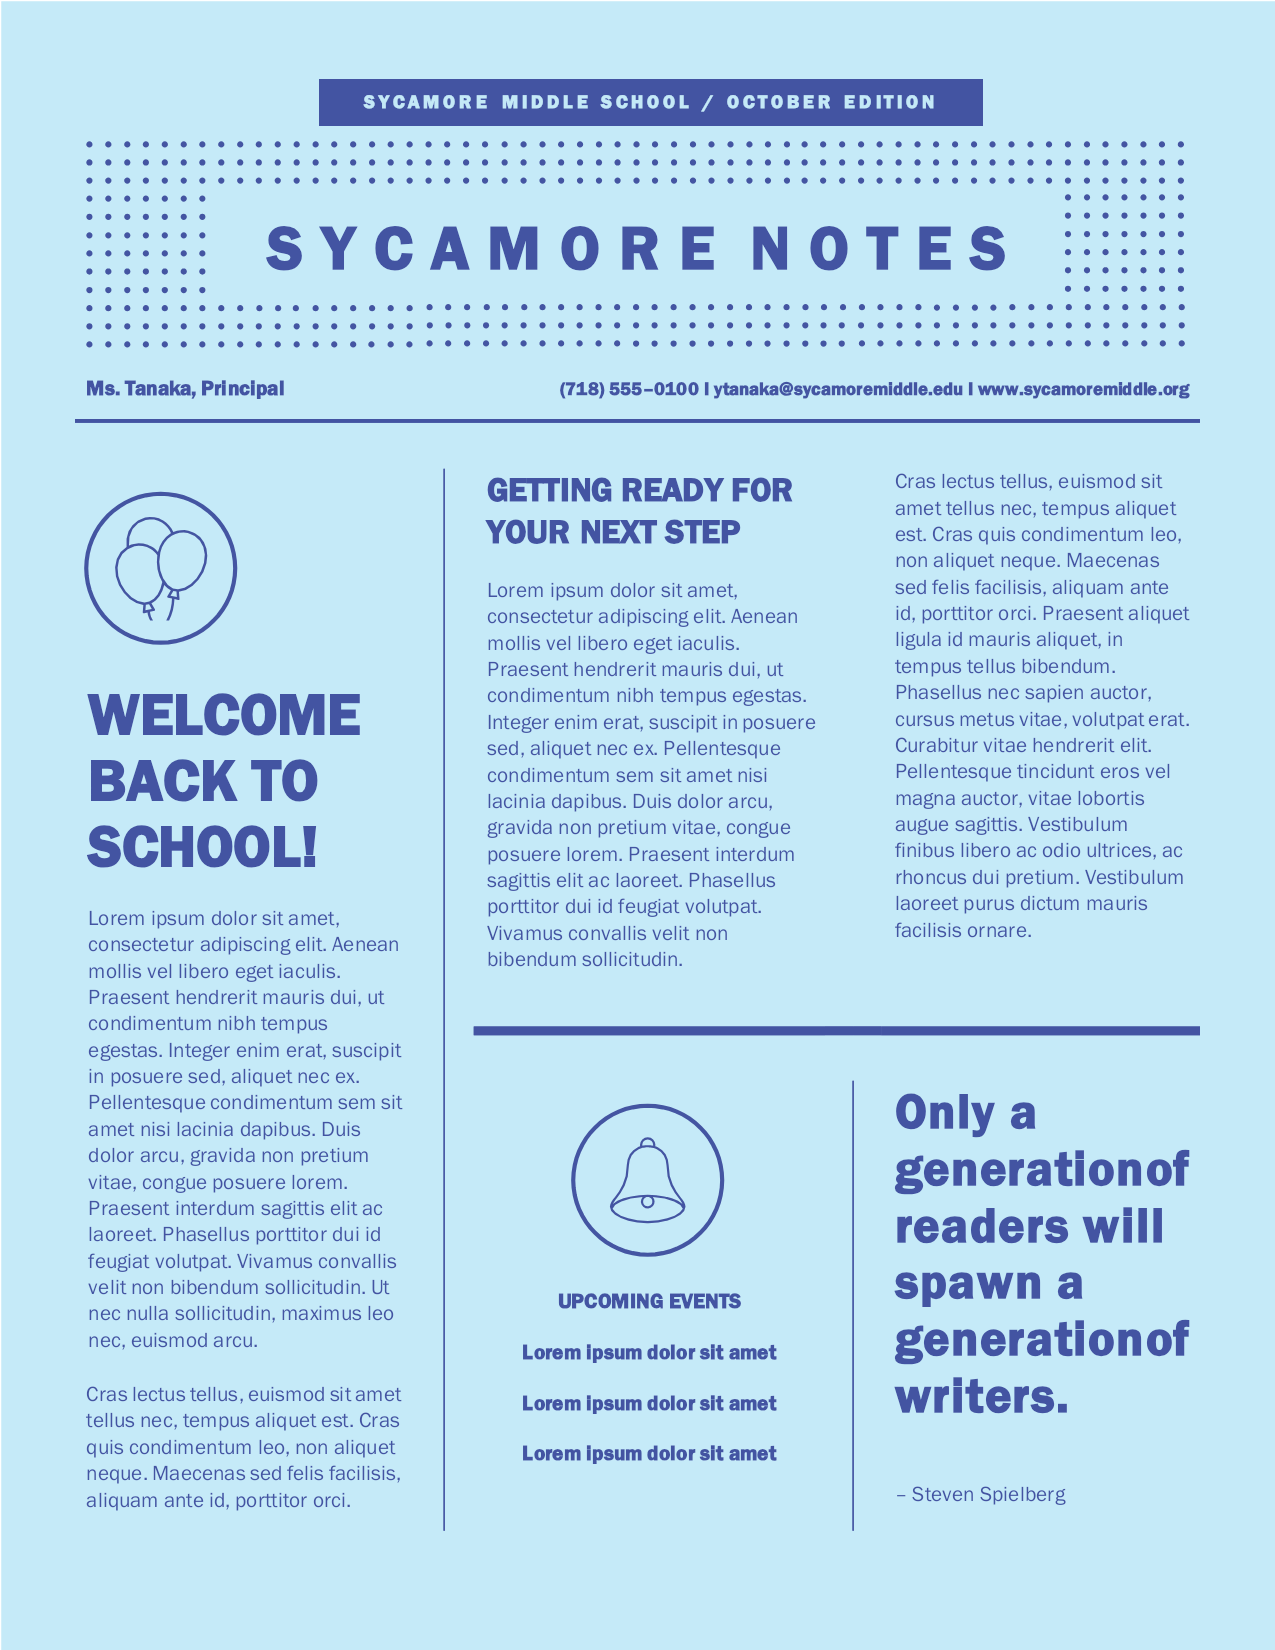 SYCAMORE MIDDLE SCHOOL / OCTOBER EDITION
SYCAMORE NOTES
Ms. Tanaka, Principal
(718) 555–0100 I ytanaka@sycamoremiddle.edu I www.sycamoremiddle.org
WELCOME
BACK TO
SCHOOL!
Lorem ipsum dolor sit amet,
consectetur adipiscing elit. Aenean
mollis vel libero eget iaculis.
Praesent hendrerit mauris dui, ut
condimentum nibh tempus
egestas. Integer enim erat, suscipit
in posuere sed, aliquet nec ex.
Pellentesque condimentum sem sit
amet nisi lacinia dapibus. Duis
dolor arcu, gravida non pretium
vitae, congue posuere lorem.
Praesent interdum sagittis elit ac
laoreet. Phasellus porttitor dui id
feugiat volutpat. Vivamus convallis
velit non bibendum sollicitudin. Ut
nec nulla sollicitudin, maximus leo
nec, euismod arcu.
Cras lectus tellus, euismod sit amet
tellus nec, tempus aliquet est. Cras
quis condimentum leo, non aliquet
neque. Maecenas sed felis facilisis,
aliquam ante id, porttitor orci.
GETTING READY FOR
YOUR NEXT STEP
Lorem ipsum dolor sit amet,
consectetur adipiscing elit. Aenean
mollis vel libero eget iaculis.
Praesent hendrerit mauris dui, ut
condimentum nibh tempus egestas.
Integer enim erat, suscipit in posuere
sed, aliquet nec ex. Pellentesque
condimentum sem sit amet nisi
lacinia dapibus. Duis dolor arcu,
gravida non pretium vitae, congue
posuere lorem. Praesent interdum
sagittis elit ac laoreet. Phasellus
porttitor dui id feugiat volutpat.
Vivamus convallis velit non
bibendum sollicitudin.
Cras lectus tellus, euismod sit
amet tellus nec, tempus aliquet
est. Cras quis condimentum leo,
non aliquet neque. Maecenas
sed felis facilisis, aliquam ante
id, porttitor orci. Praesent aliquet
ligula id mauris aliquet, in
tempus tellus bibendum.
Phasellus nec sapien auctor,
cursus metus vitae, volutpat erat.
Curabitur vitae hendrerit elit.
Pellentesque tincidunt eros vel
magna auctor, vitae lobortis
augue sagittis. Vestibulum
finibus libero ac odio ultrices, ac
rhoncus dui pretium. Vestibulum
laoreet purus dictum mauris
facilisis ornare.
UPCOMING EVENTS
Lorem ipsum dolor sit amet
Lorem ipsum dolor sit amet
Lorem ipsum dolor sit amet
Only a
generationof
readers will
spawn a
generationof
writers.
– Steven Spielberg